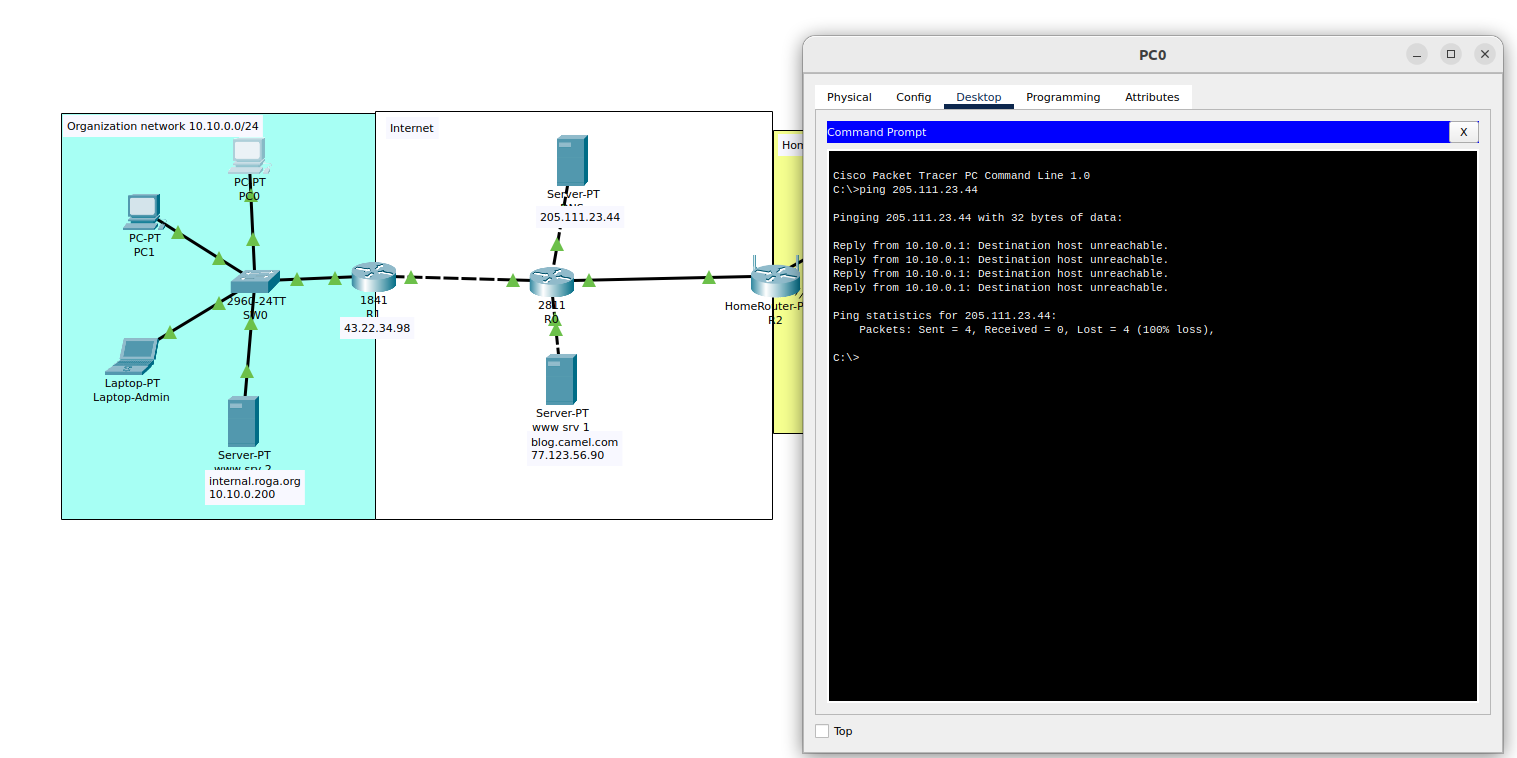 Organization network 10.10.0.0/24
PC-PT
PC0
PC-PT
PC1
2960-24TT
SW0
Laptop-PT
Laptop-Admin
Server-PT
internal.roga.org
10.10.0.200
1841
R1
43.22.34.98
Internet
Server-PT
205.111.23.44
2811
R0
Server-PT
www srv 1
blog.camel.com
77.123.56.90
HomeRouter-P
R2
PC0
Physical Config Desktop Programming Attributes
Command Prompt
X
Cisco Packet Tracer PC Command Line 1.0
C:\>ping 205.111.23.44
Pinging 205.111.23.44 with 32 bytes of data:
Reply from 10.10.0.1: Destination host unreachable.
Reply from 10.10.0.1: Destination host unreachable.
Reply from 10.10.0.1: Destination host unreachable.
Reply from 10.10.0.1: Destination host unreachable.
Ping statistics for 205.111.23.44:
Packets: Sent = 4, Received = 0, Lost = 4 (100% loss),
C:\>
Top